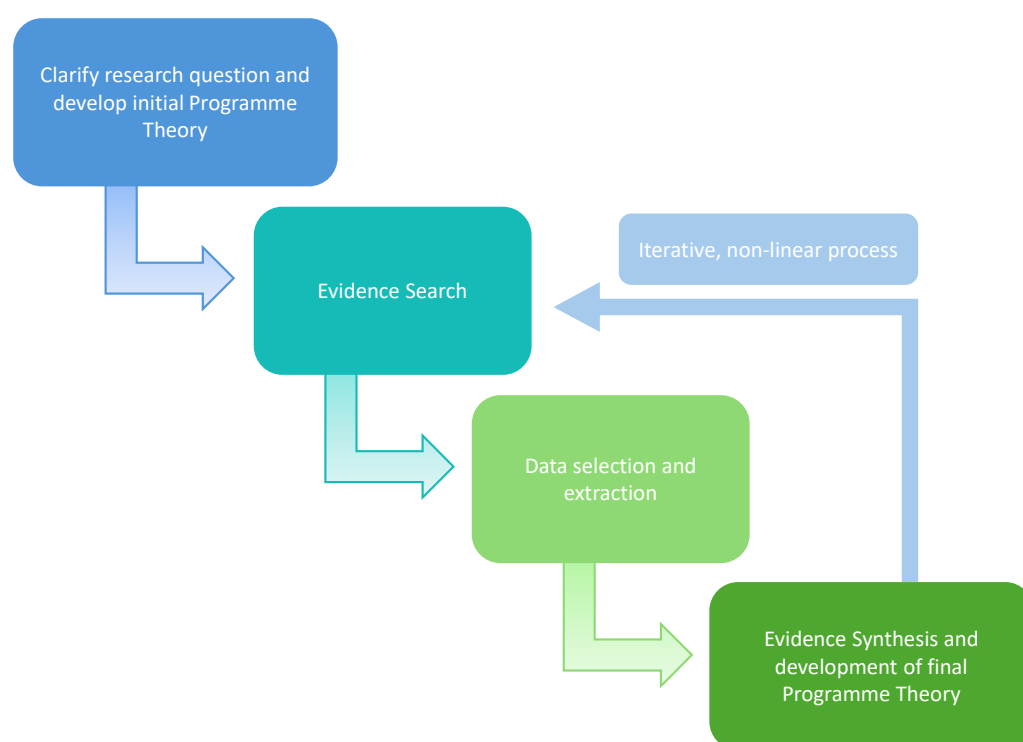 Clarify research question and
develop initial Programme
Theory
Evidence Search
Iterative, non-linear process
Data selection and
extraction
Evidence Synthesis and
development of final
Programme Theory